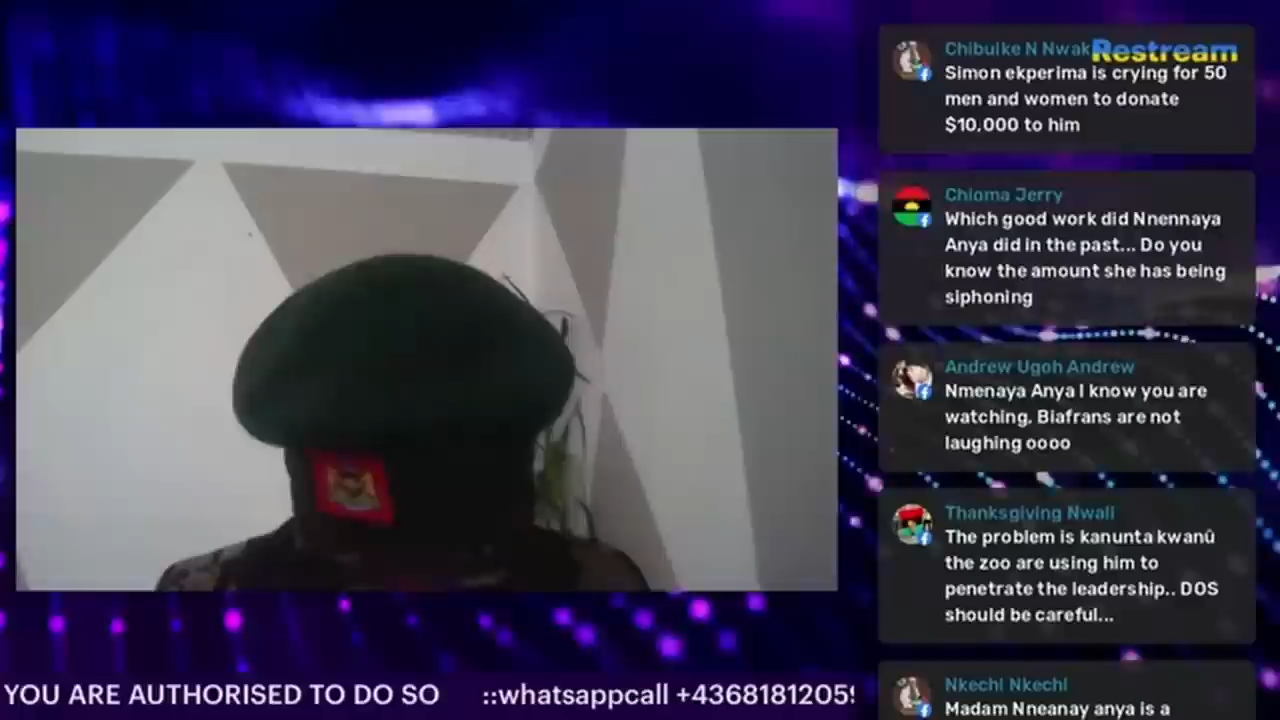 Restream
Chibuike N Nwak
Simon ekperima is crying for 50
men and women to donate
$10,000 to him
Chioma Jerry
Which good work did Nnennaya
Anya did in the past... Do you
know the amount she has being
siphoning
Andrew Ugoh Andrew
Nmenaya Anya I know you are
watching. Biafrans are not
laughing oooo
Thanksgiving Nwali
The problem is kanunta kwanû
the zoo are using him to
penetrate the leadership.. DOS
should be careful...
Nkechi Nkechi
Madam Nneanay anya is a
YOU ARE AUTHORISED TO DO SO ::whatsappcall +4368181205